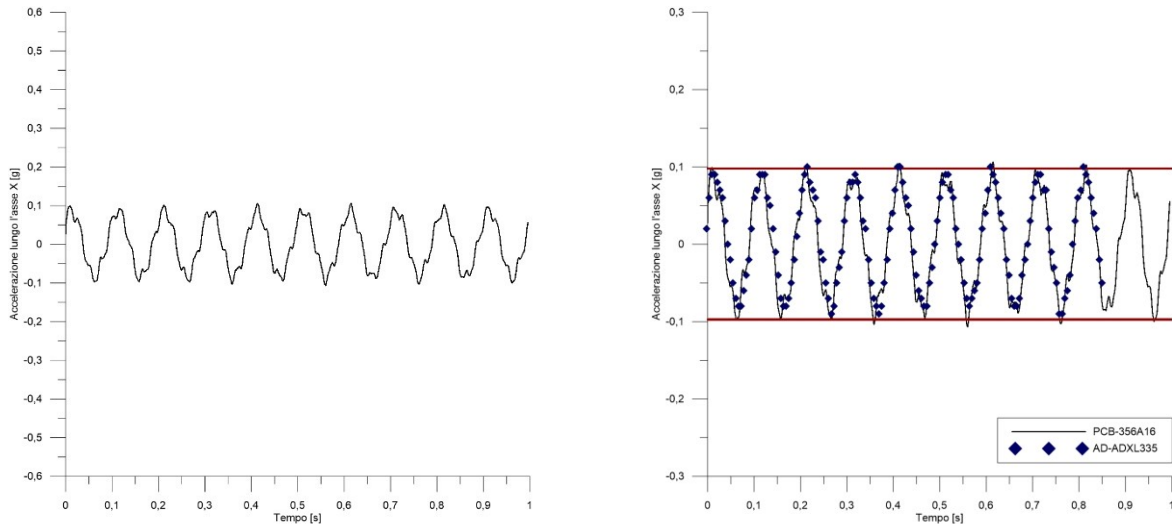 0,6
0,5
0,4
0,3
0,2
0,1
0
-0,1
-0,2
-0,3
-0,4
-0,5
-0,6
Accelerazione lungo l'asse X [g]
0 0,1 0,2 0,3 0,4 0,5 0,6 0,7 0,8 0,9 1
Tempo [s]
0,3
0,2
0,1
0
-0,1
-0,2
-0,3
Accelerazione lungo l'asse X [g]
PCB-356A16
AD-ADXL335
0 0,1 0,2 0,3 0,4 0,5 0,6 0,7 0,8 0,9 1
Tempo [s]